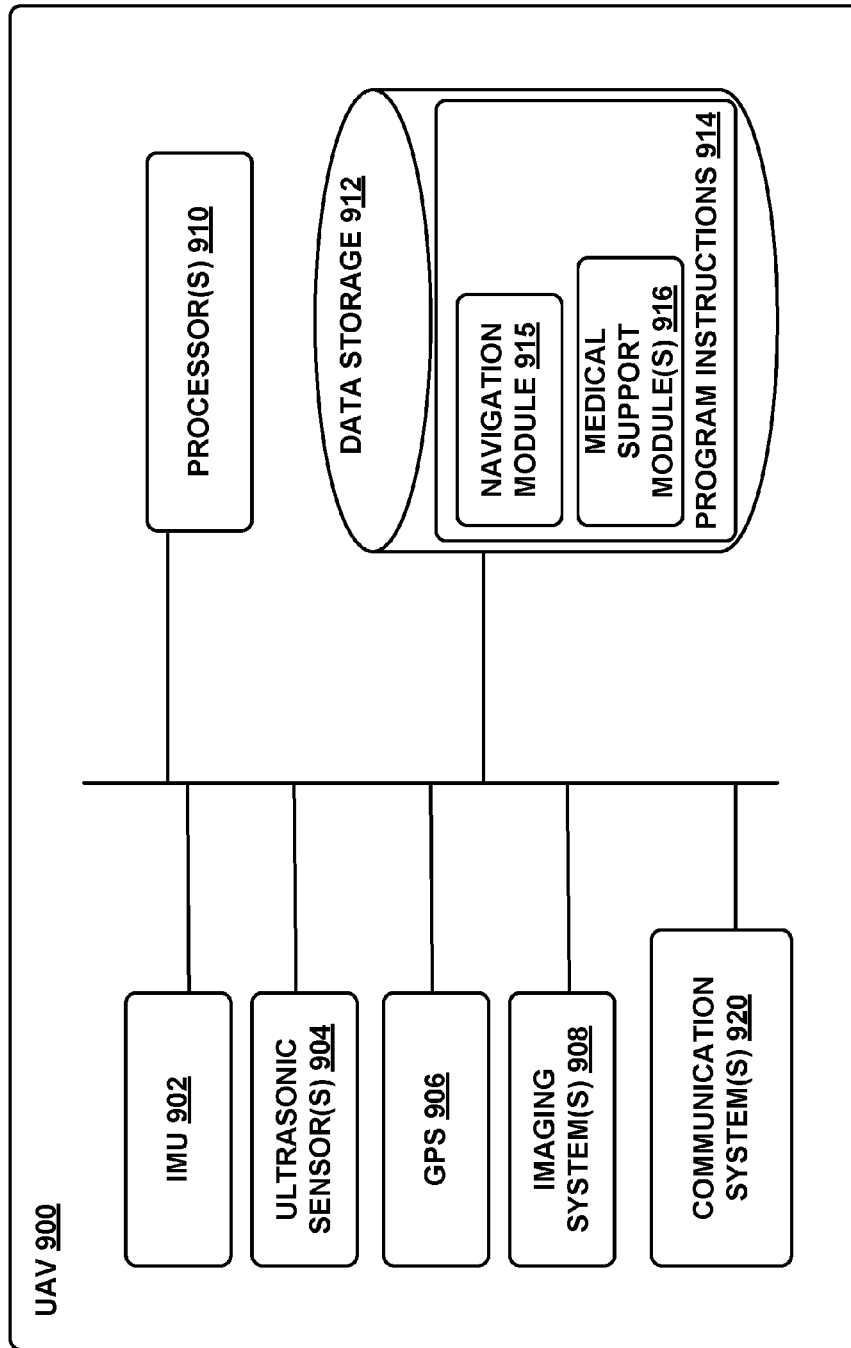 UAV 900
IMU 902
ULTRASONIC
SENSOR(S) 904
GPS 906
IMAGING
SYSTEM(S) 908
COMMUNICATION
SYSTEM(S) 920
PROCESSOR(S) 910
DATA STORAGE 912
NAVIGATION
MODULE 915
MEDICAL
SUPPORT
MODULE(S) 916
PROGRAM INSTRUCTIONS 914